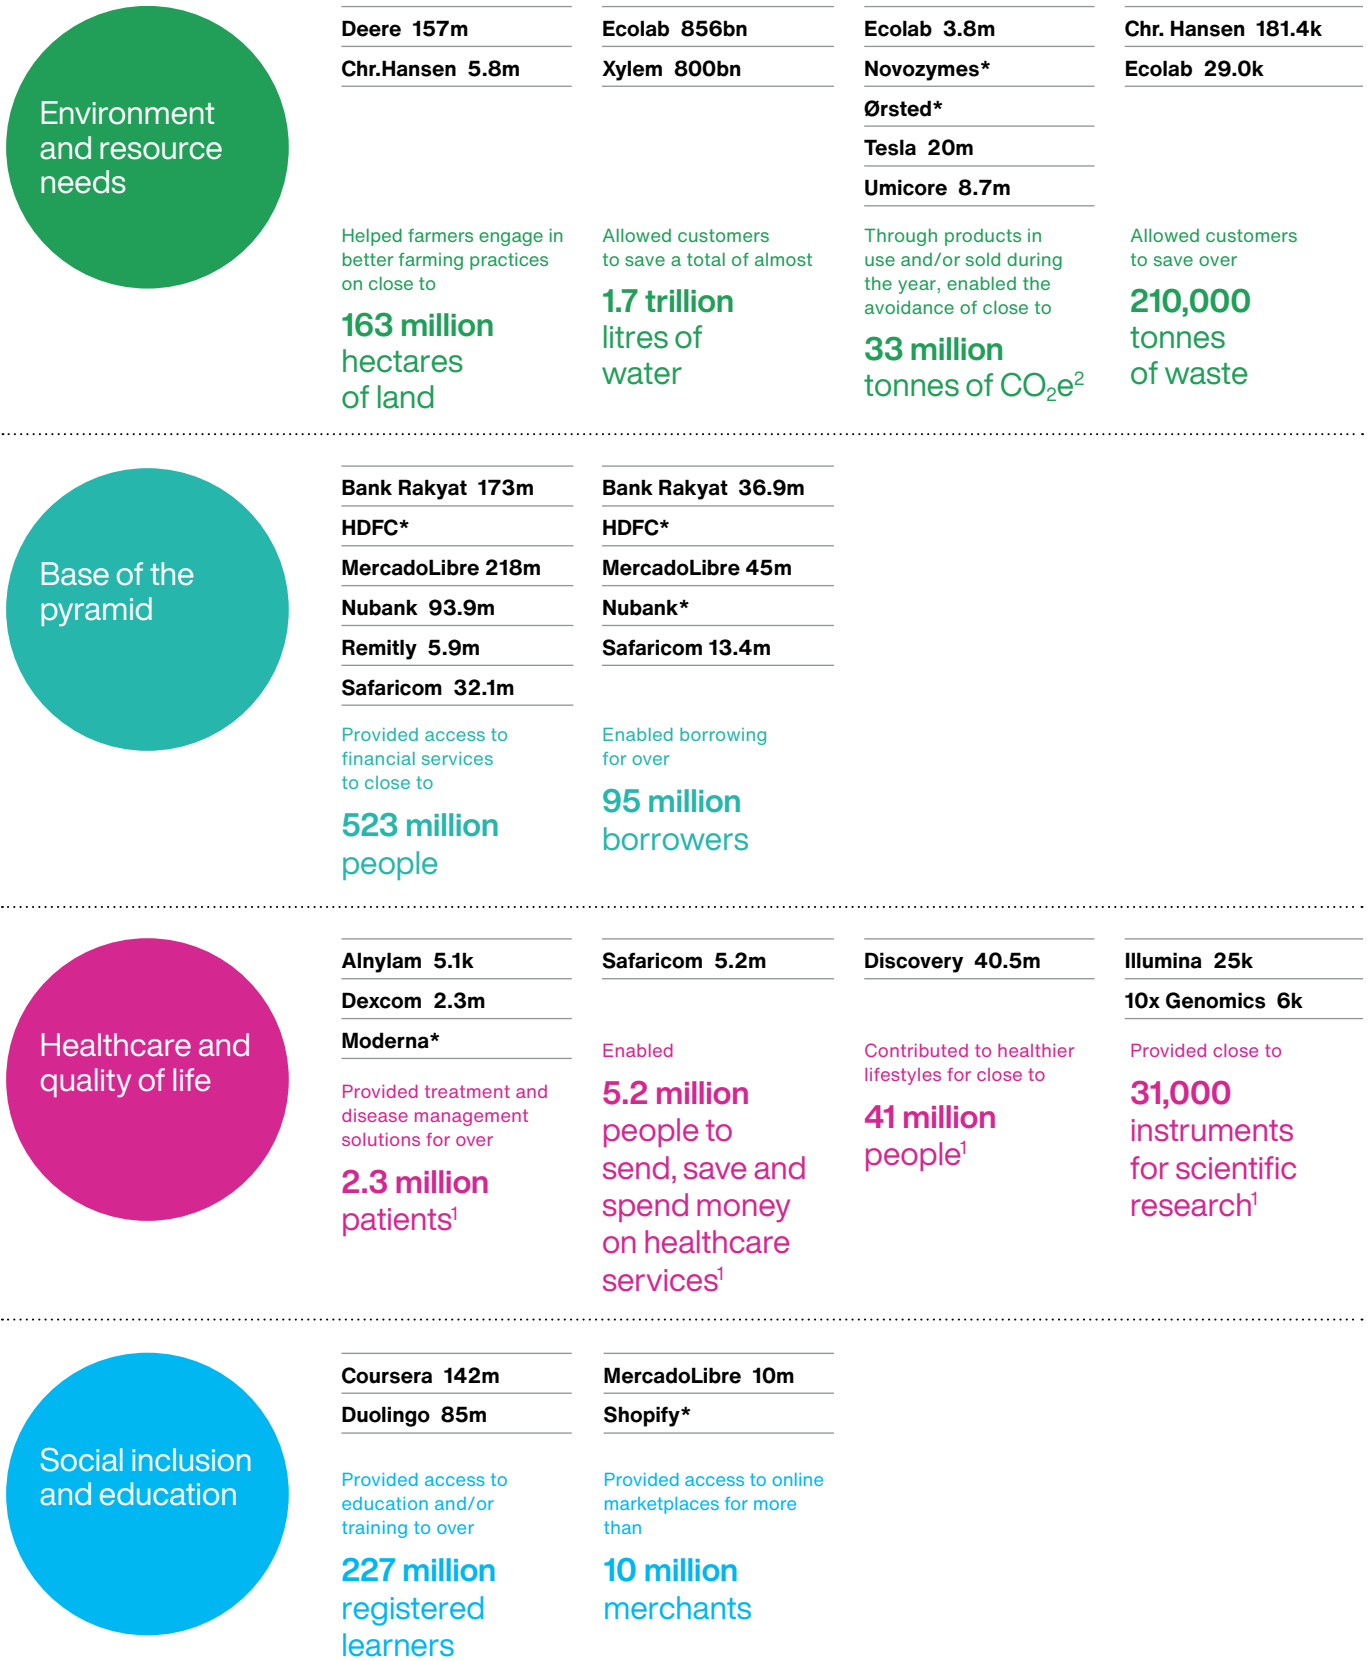 Environment
and resource
needs
Deere 157m
Chr.Hansen 5.8m
Helped farmers engage in
better farming practices
on close to
163 million
hectares
of land
Ecolab 856bn
Xylem 800bn
Allowed customers
to save a total of almost
1.7 trillion
litres of
water
Ecolab 3.8m
Novozymes*
Ørsted*
Tesla 20m
Umicore 8.7m
Through products in
use and/or sold during
the year, enabled the
avoidance of close to
33 million
tonnes of CO₂e²
Chr. Hansen 181.4k
Ecolab 29.0k
Allowed customers
to save over
210,000
tonnes
of waste
Base of the
pyramid
Bank Rakyat 173m
HDFC*
MercadoLibre 218m
Nubank 93.9m
Remitly 5.9m
Safaricom 32.1m
Provided access to
financial services
to close to
523 million
people
Bank Rakyat 36.9m
HDFC*
MercadoLibre 45m
Nubank*
Safaricom 13.4m
Enabled borrowing
for over
95 million
borrowers
Healthcare and
quality of life
Alnylam 5.1k
Dexcom 2.3m
Moderna*
Provided treatment and
disease management
solutions for over
2.3 million
patients¹
Safaricom 5.2m
Enabled
5.2 million
people to
send, save and
spend money
on healthcare
services¹
Discovery 40.5m
Contributed to healthier
lifestyles for close to
41 million
people¹
Illumina 25k
10x Genomics 6k
Provided close to
31,000
instruments
for scientific
research¹
Social inclusion
and education
Coursera 142m
Duolingo 85m
Provided access to
education and/or
training to over
227 million
registered
learners
MercadoLibre 10m
Shopify*
Provided access to online
marketplaces for more
than
10 million
merchants